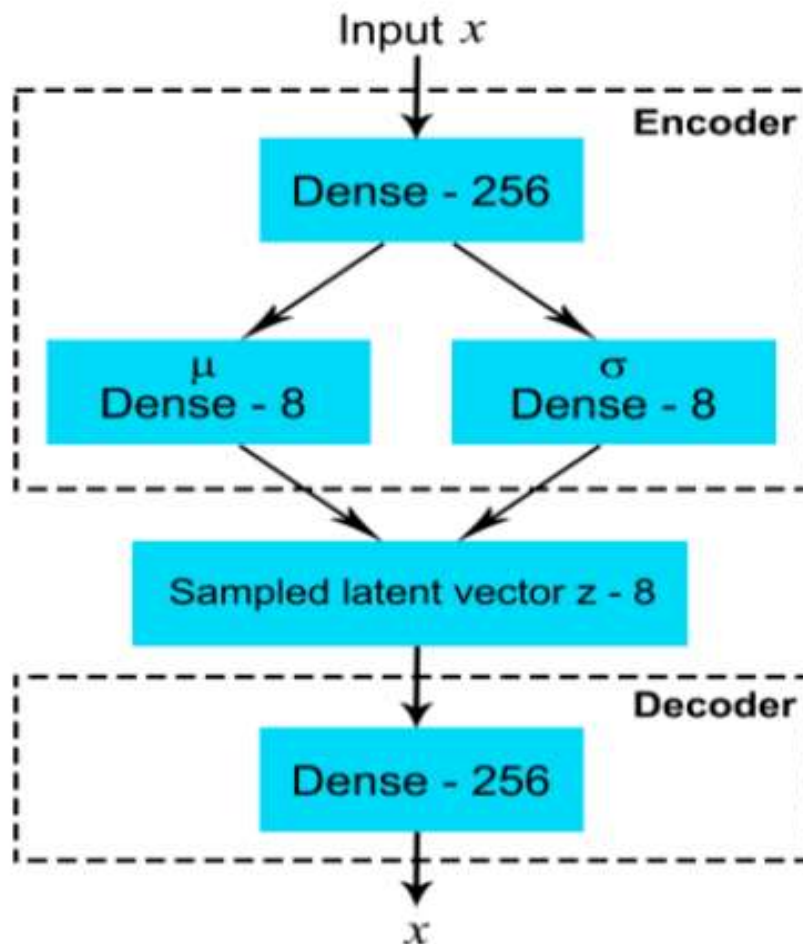 Input x
Encoder
Dense - 256
μ
Dense - 8
σ
Dense - 8
Sampled latent vector z - 8
Decoder
Dense - 256
x